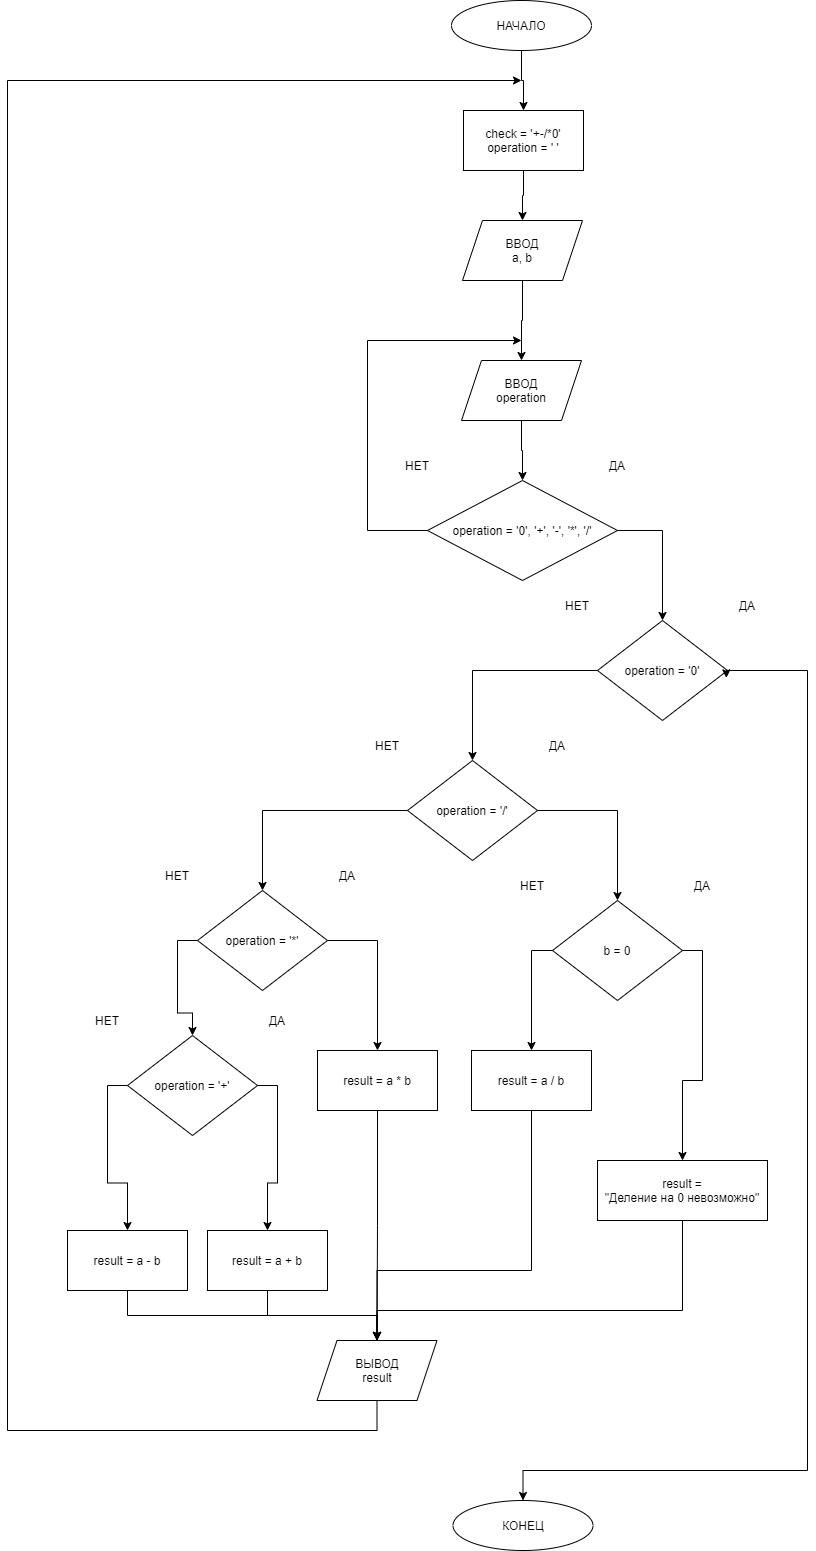 НАЧАЛО
check = '+-/*0'
operation = ' '
ВВОД
a, b
ВВОД
operation
НЕТ
ДА
operation = '0', '+', '-', '*', '/'
НЕТ
ДА
operation = '0'
НЕТ
ДА
operation = '/'
НЕТ
ДА
НЕТ
ДА
operation = '*'
b = 0
НЕТ
ДА
operation = '+'
result = a * b
result = a / b
result =
"Деление на 0 невозможно"
result = a - b
result = a + b
ВЫВОД
result
КОНЕЦ